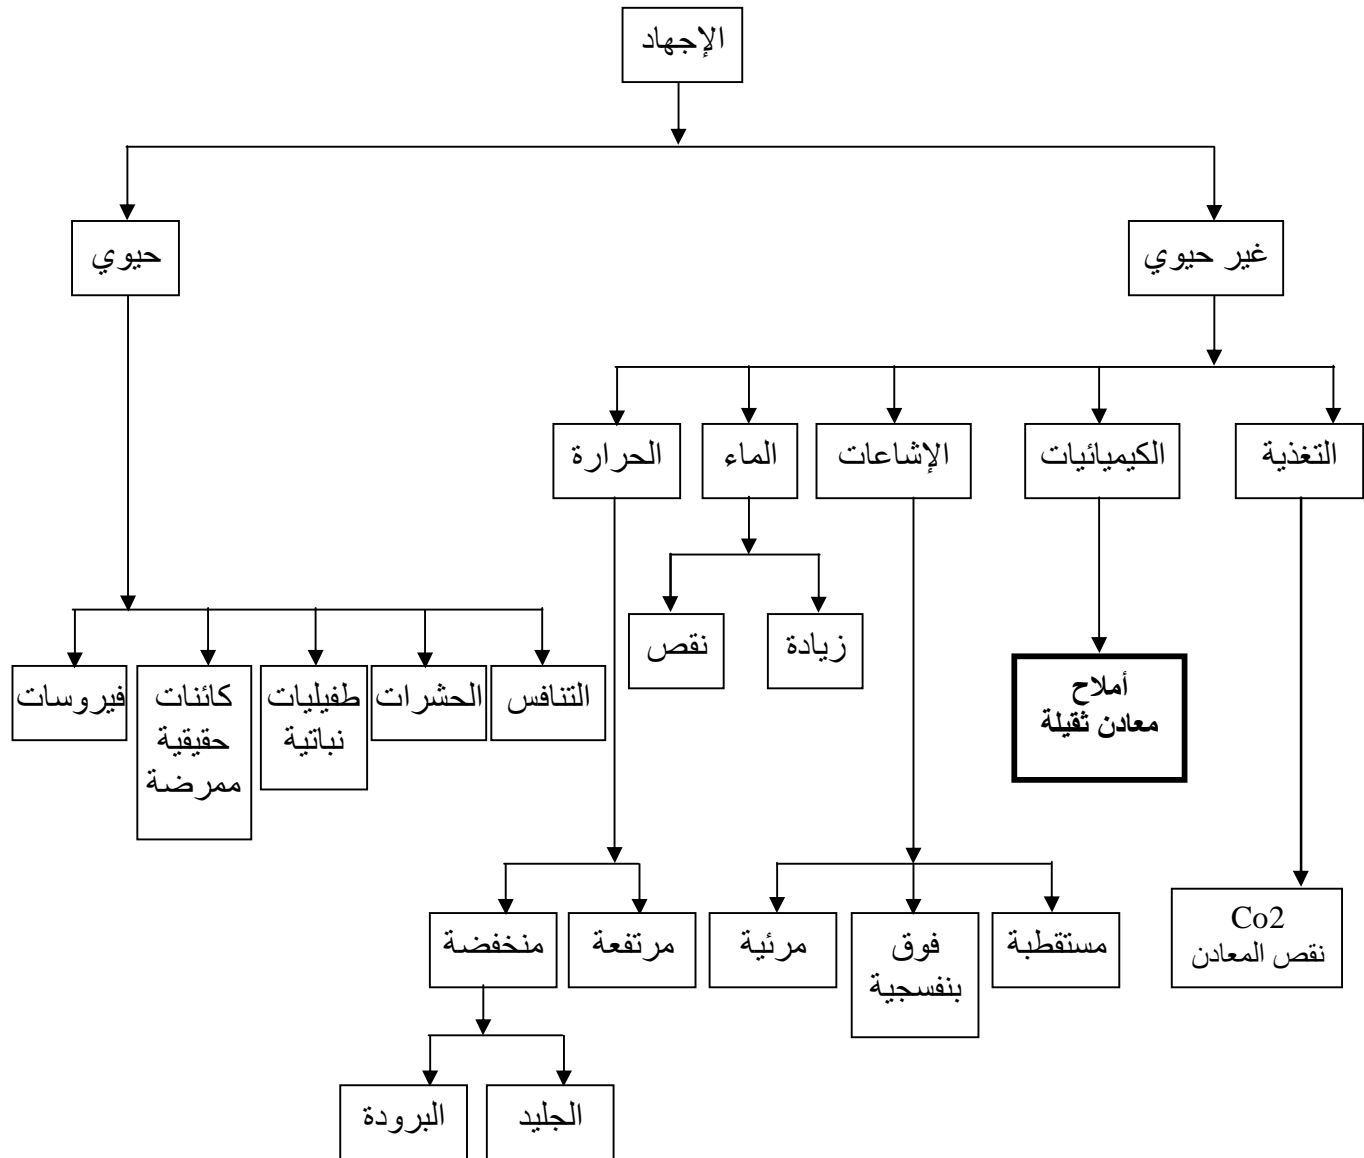 الإجهاد
غير حيوي
حيوي
التغذية
الكيميائيات
الإشاعات
الماء
الحرارة
زيادة
نقص
أملاح
معادن ثقيلة
التنافس
الحشرات
طفيليات
نباتية
كائنات
حقيقية
ممرضة
فيروسات
Co2
نقص المعادن
مستقطبة
فوق
بنفسجية
مرئية
مرتفعة
منخفضة
الجليد
البرودة